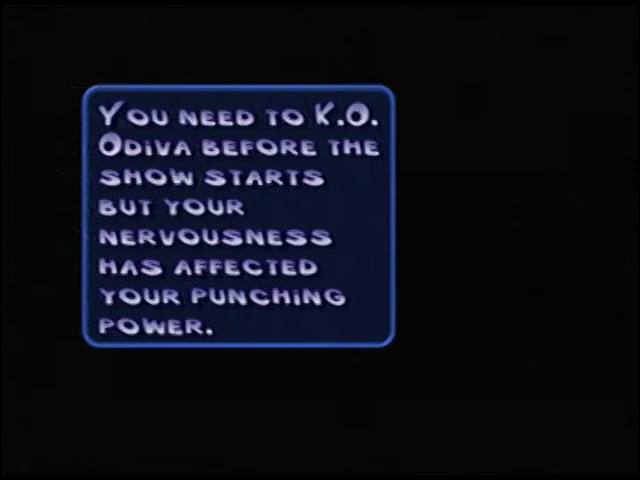 You need to K.O.
Odiva before the
show starts
but your
nervousness
has affected
your punching
power.